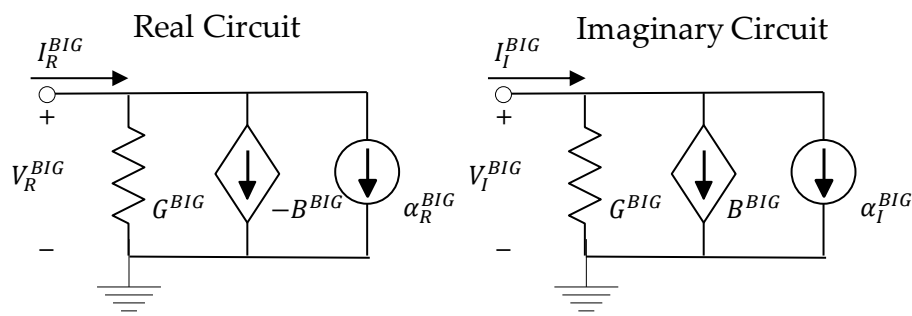 Real Circuit
I_R^{BIG}
+
V_R^{BIG}
G^{BIG}
−B^{BIG}
α_R^{BIG}
−
Imaginary Circuit
I_I^{BIG}
+
V_I^{BIG}
G^{BIG}
B^{BIG}
α_I^{BIG}
−